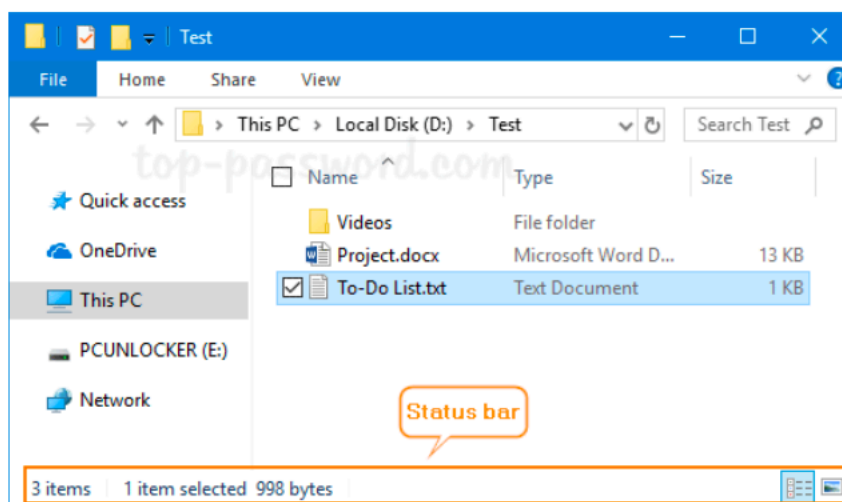 Test
File Home Share View
This PC > Local Disk (D:) > Test Search Test
top-password.com
Name Type Size
Quick access
Videos File folder
OneDrive
Project.docx Microsoft Word D... 13 KB
To-Do List.txt Text Document 1 KB
This PC
PCUNLOCKER (E:)
Network
Status bar
3 items 1 item selected 998 bytes